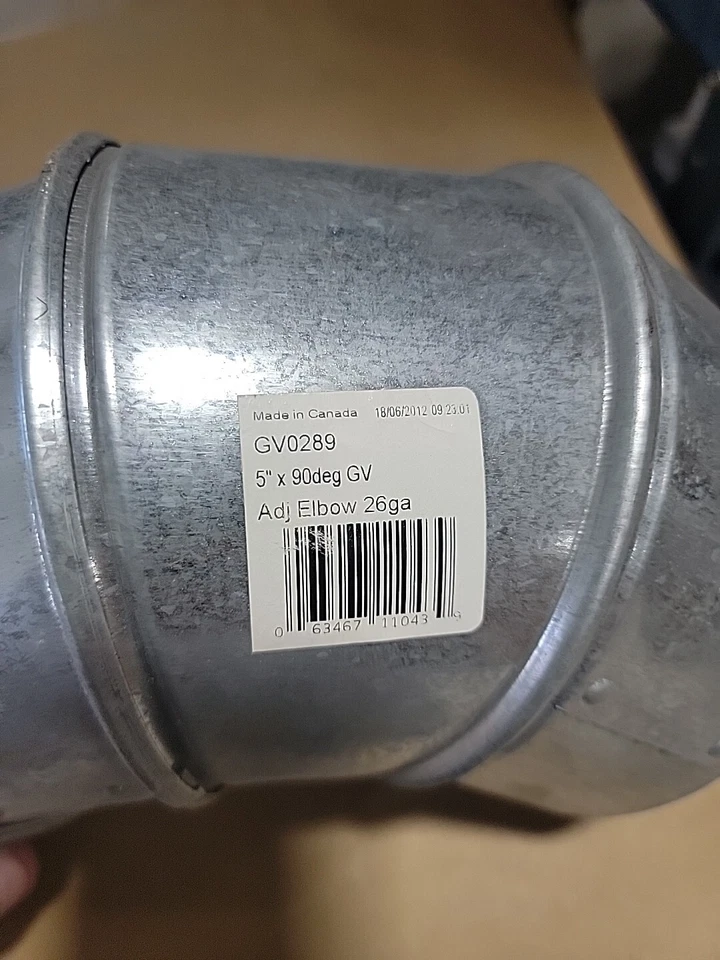 Made in Canada 18/06/2012 09:23:01
GV0289
5" x 90deg GV
Adj Elbow 26ga
0 63467 11043 9